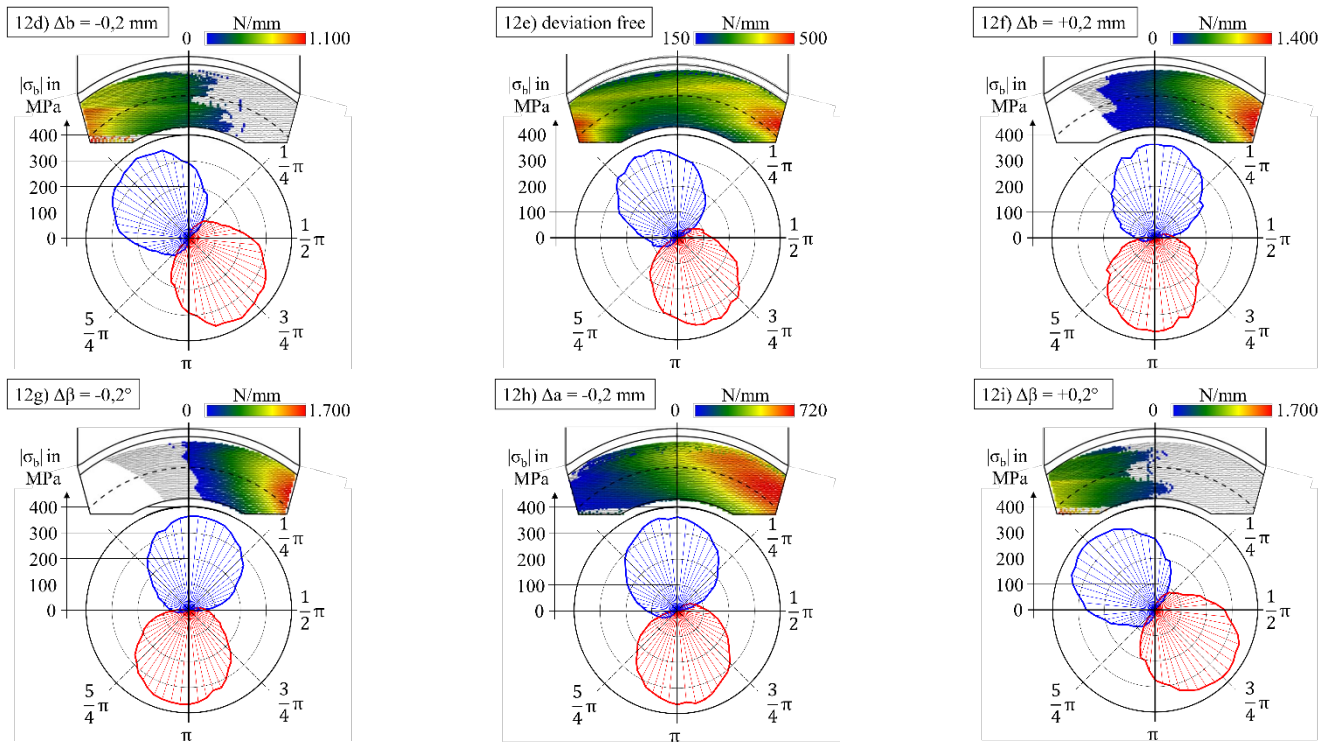 12d) Δb = -0,2 mm
N/mm
0 1.100
|σb| in
MPa
400
300
200
100
0
1/4 π
1/2 π
3/4 π
π
5/4 π
12e) deviation free
N/mm
150 500
|σb| in
MPa
400
300
200
100
0
1/4 π
1/2 π
3/4 π
π
5/4 π
12f) Δb = +0,2 mm
N/mm
0 1.400
|σb| in
MPa
400
300
200
100
0
1/4 π
1/2 π
3/4 π
π
5/4 π
12g) Δβ = -0,2°
N/mm
0 1.700
|σb| in
MPa
400
300
200
100
0
1/4 π
1/2 π
3/4 π
π
5/4 π
12h) Δa = -0,2 mm
N/mm
0 720
|σb| in
MPa
400
300
200
100
0
1/4 π
1/2 π
3/4 π
π
5/4 π
12i) Δβ = +0,2°
N/mm
0 1.700
|σb| in
MPa
400
300
200
100
0
1/4 π
1/2 π
3/4 π
π
5/4 π